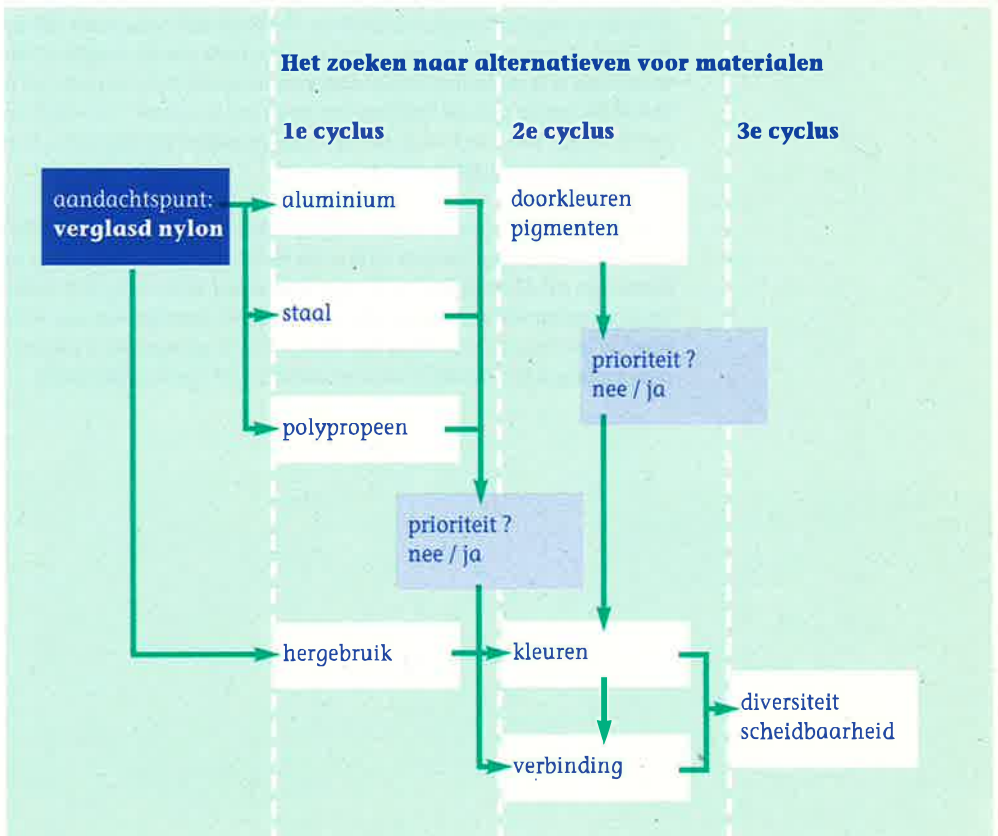 Het zoeken naar alternatieven voor materialen
1e cyclus
2e cyclus
3e cyclus
aandachtspunt:
verglasd nylon
aluminium
doorkleuren
pigmenten
staal
prioriteit ?
nee / ja
polypropeen
prioriteit ?
nee / ja
hergebruik
kleuren
diversiteit
scheidbaarheid
verbinding